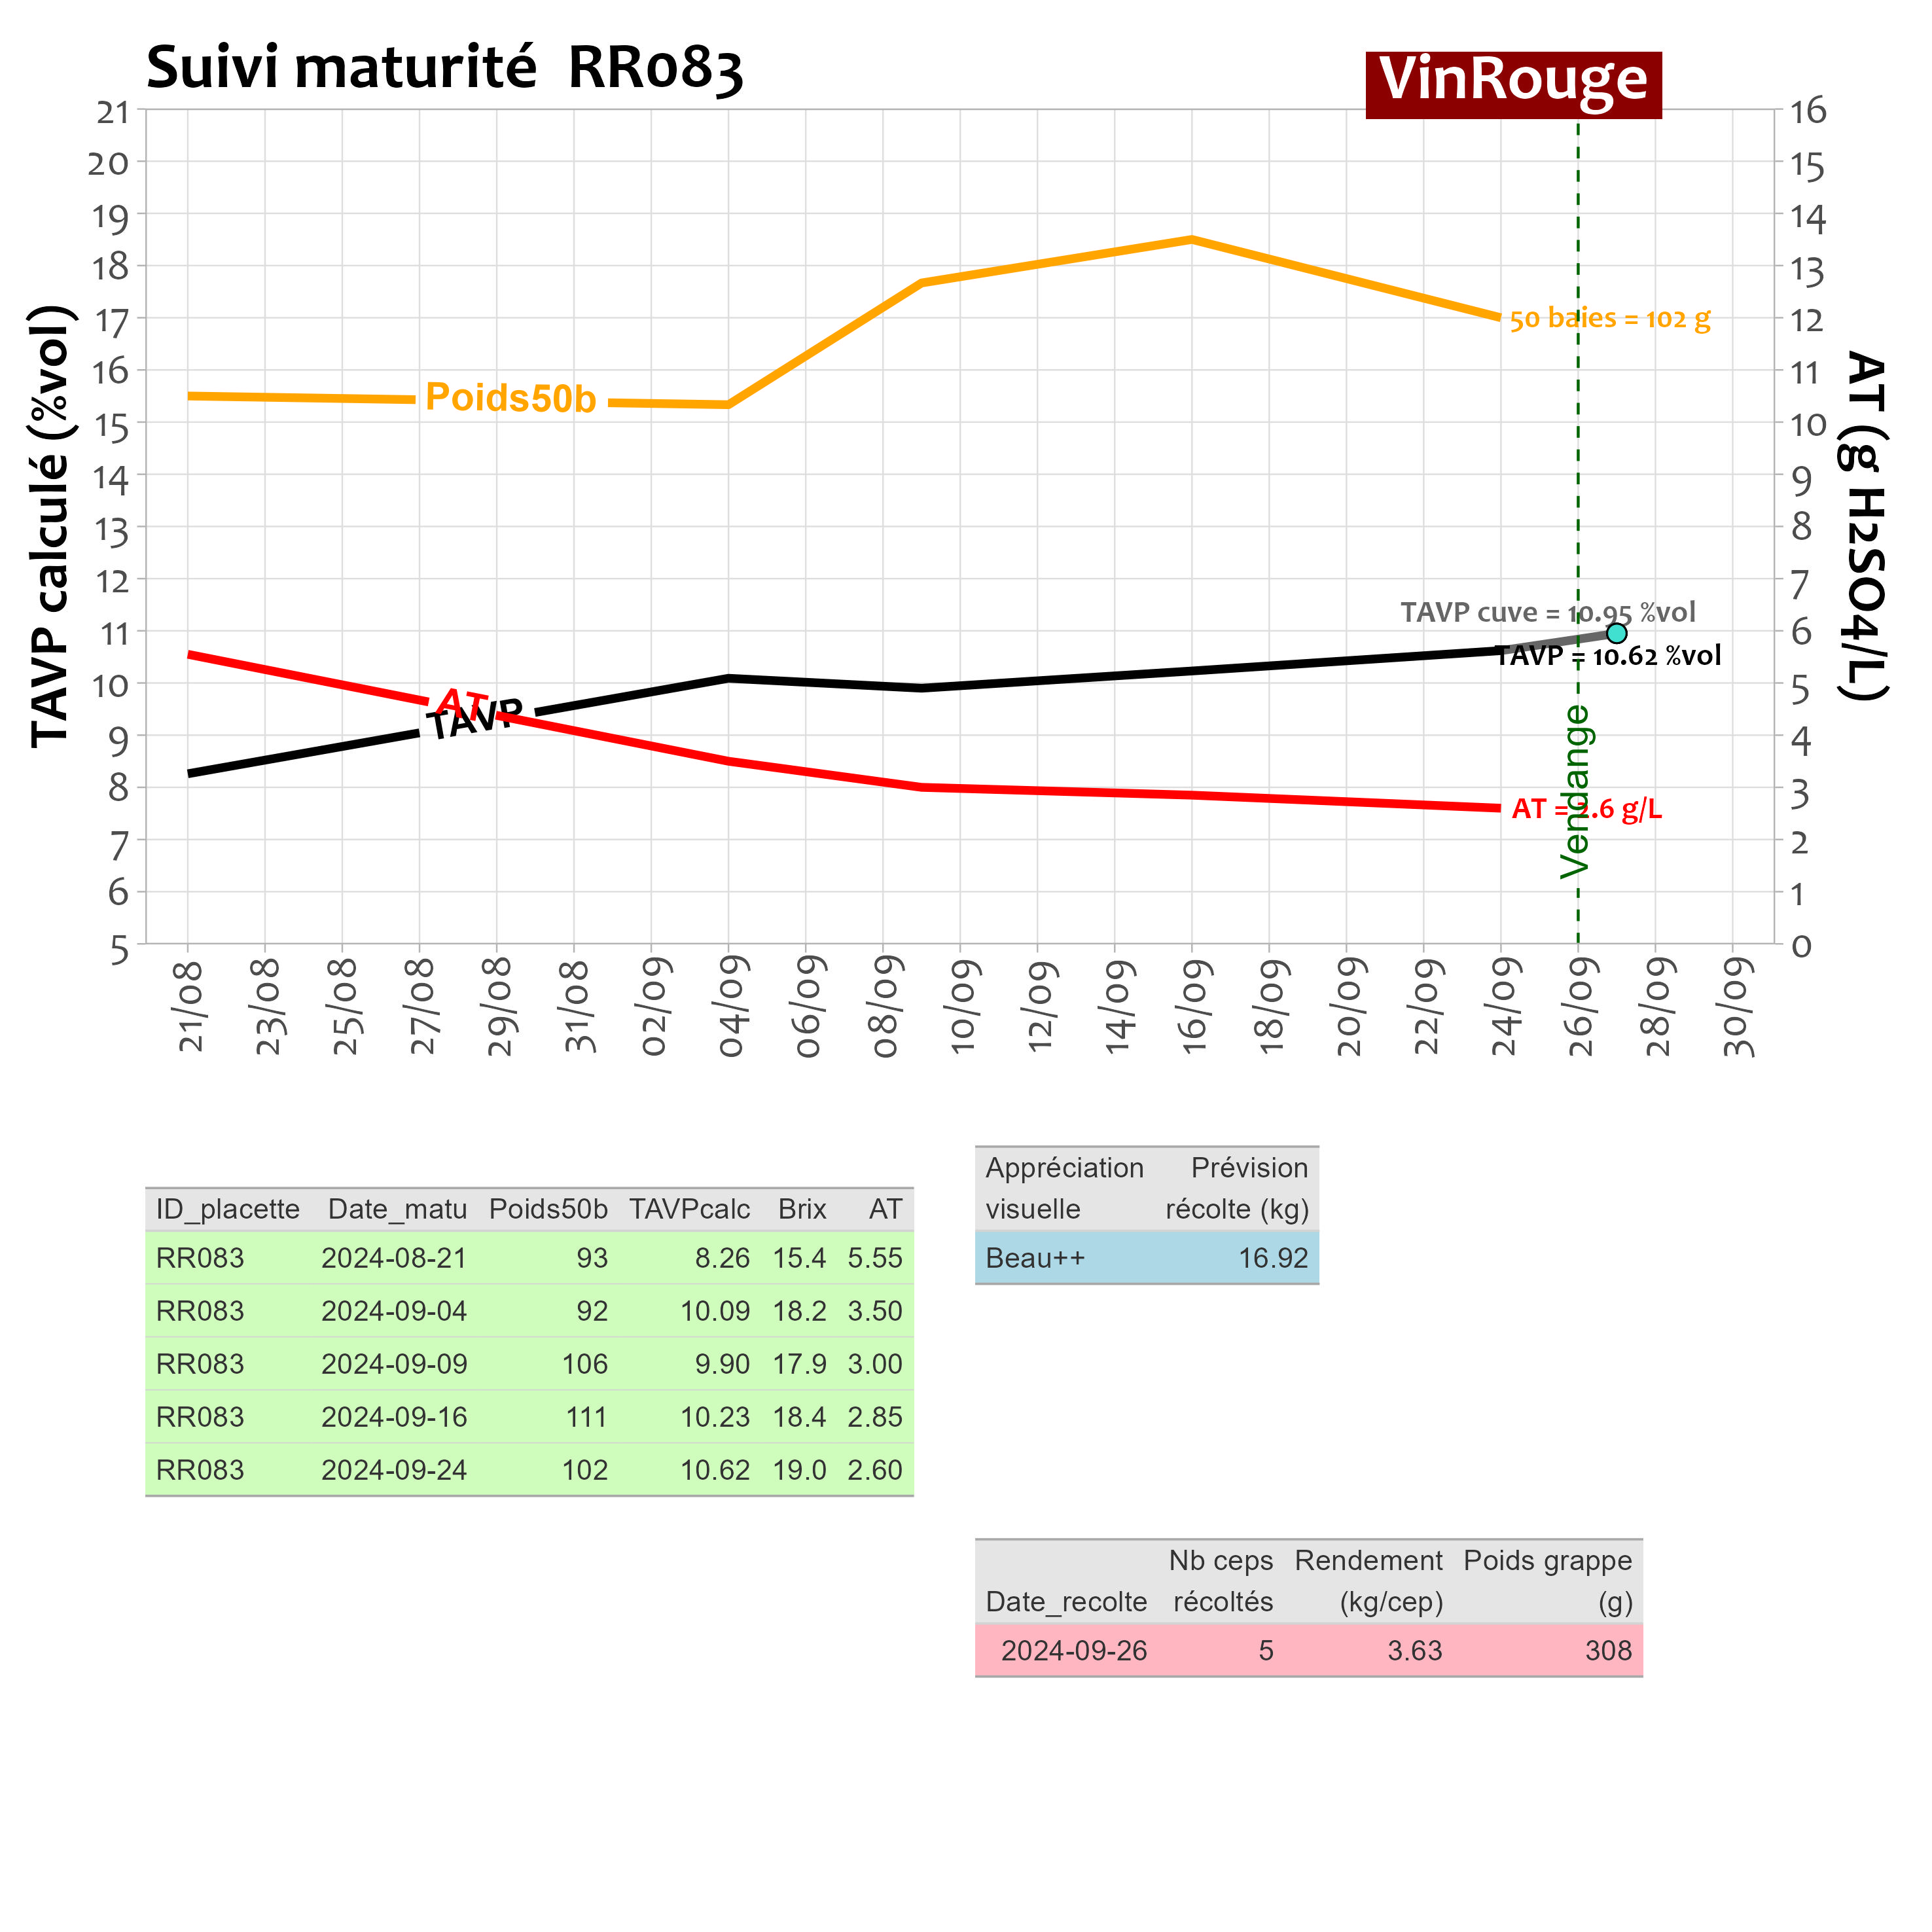 Suivi maturité  RR083
VinRouge
TAVP calculé (%vol)
21
20
19
18
17
16
15
14
13
12
11
10
9
8
7
6
5
16
15
14
13
12
11
10
9
8
7
6
5
4
3
2
1
0
AT (g H2SO4/L)
Poids50b
50 baies = 102 g
TAVP cuve = 10.95 %vol
TAVP = 10.62 %vol
AT
TAVP
AT = 2.6 g/L
Vendange
21/08
23/08
25/08
27/08
29/08
31/08
02/09
04/09
06/09
08/09
10/09
12/09
14/09
16/09
18/09
20/09
22/09
24/09
26/09
28/09
30/09
ID_placette Date_matu Poids50b TAVPcalc Brix AT
RR083 2024-08-21 93 8.26 15.4 5.55
RR083 2024-09-04 92 10.09 18.2 3.50
RR083 2024-09-09 106 9.90 17.9 3.00
RR083 2024-09-16 111 10.23 18.4 2.85
RR083 2024-09-24 102 10.62 19.0 2.60
Appréciation Prévision
visuelle récolte (kg)
Beau++ 16.92
Nb ceps Rendement Poids grappe
Date_recolte récoltés (kg/cep) (g)
2024-09-26 5 3.63 308